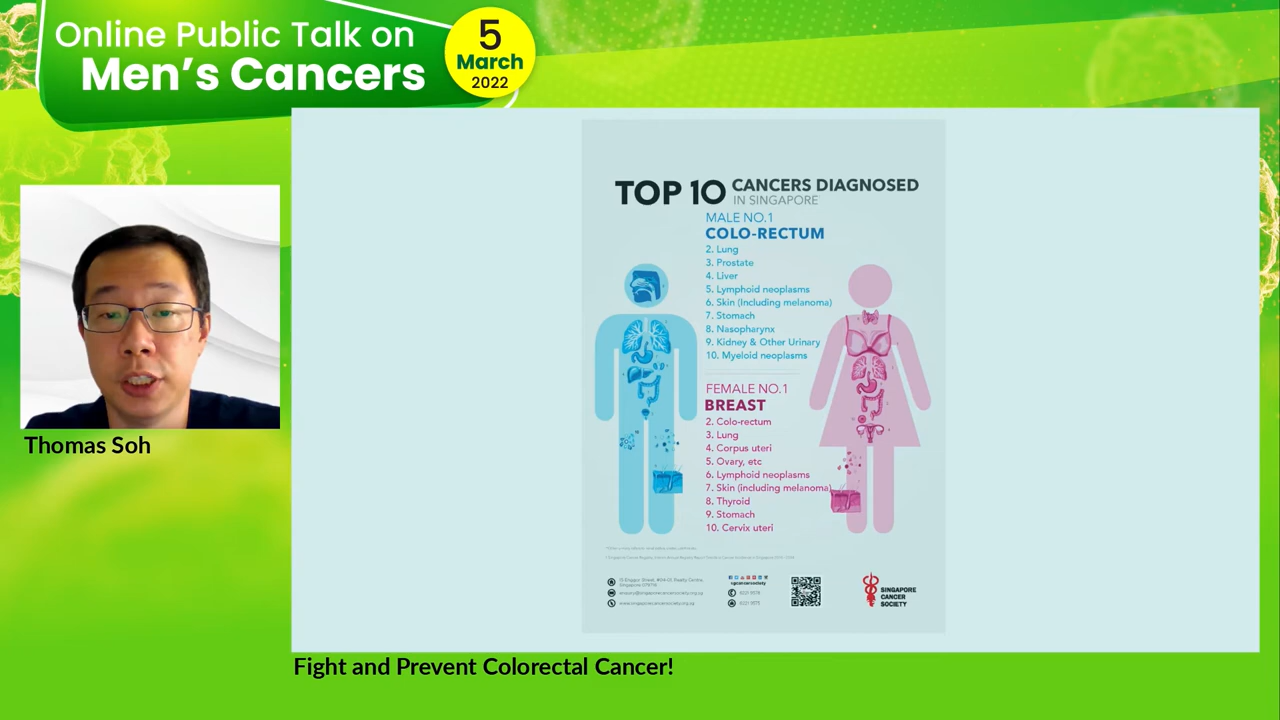 Online Public Talk on
Men's Cancers
5
March
2022
TOP 10 CANCERS DIAGNOSED
IN SINGAPORE
MALE NO.1
COLO-RECTUM
2. Lung
3. Prostate
4. Liver
5. Lymphoid neoplasms
6. Skin (Including melanoma)
7. Stomach
8. Nasopharynx
9. Kidney & Other Urinary
10. Myeloid neoplasms
FEMALE NO.1
BREAST
2. Colo-rectum
3. Lung
4. Corpus uteri
5. Ovary, etc
6. Lymphoid neoplasms
7. Skin (including melanoma)
8. Thyroid
9. Stomach
10. Cervix uteri
sgcancersociety
SINGAPORE
CANCER
SOCIETY
Thomas Soh
Fight and Prevent Colorectal Cancer!